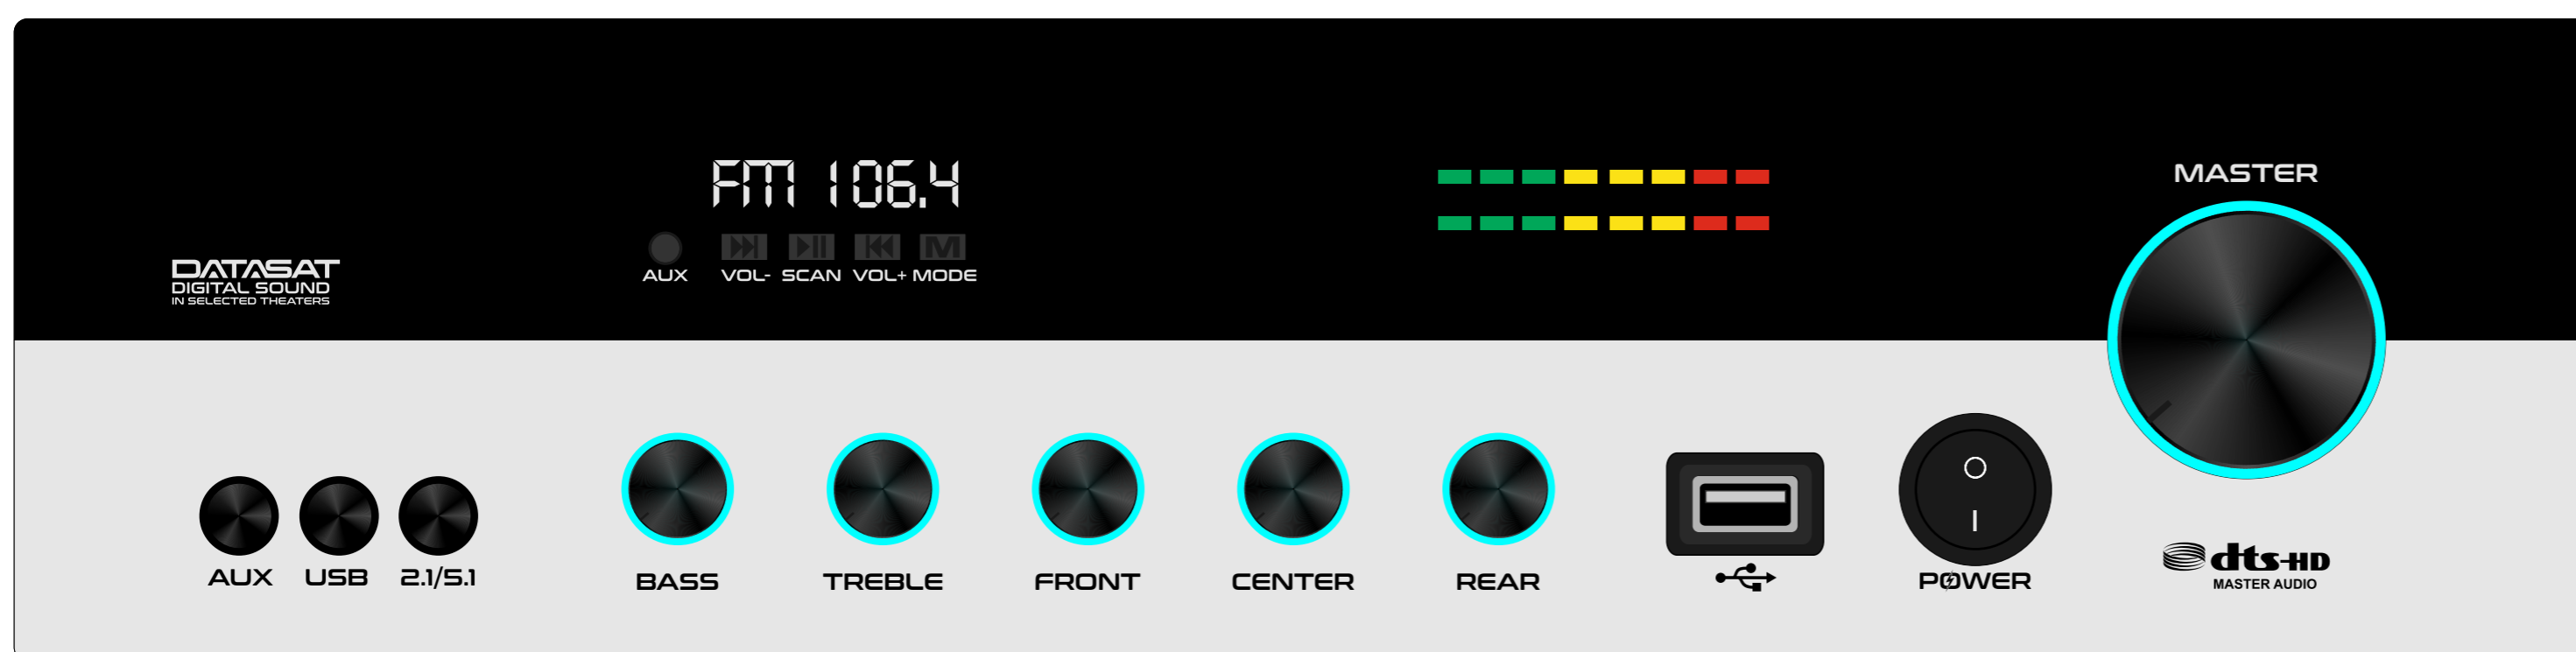 MASTER
FM 106.4
AUX VOL- SCAN VOL+ MODE
M
DATASAT
DIGITAL SOUND
IN SELECTED THEATERS
AUX USB 2.1/5.1
BASS TREBLE FRONT CENTER REAR
POWER
dts-HD
MASTER AUDIO